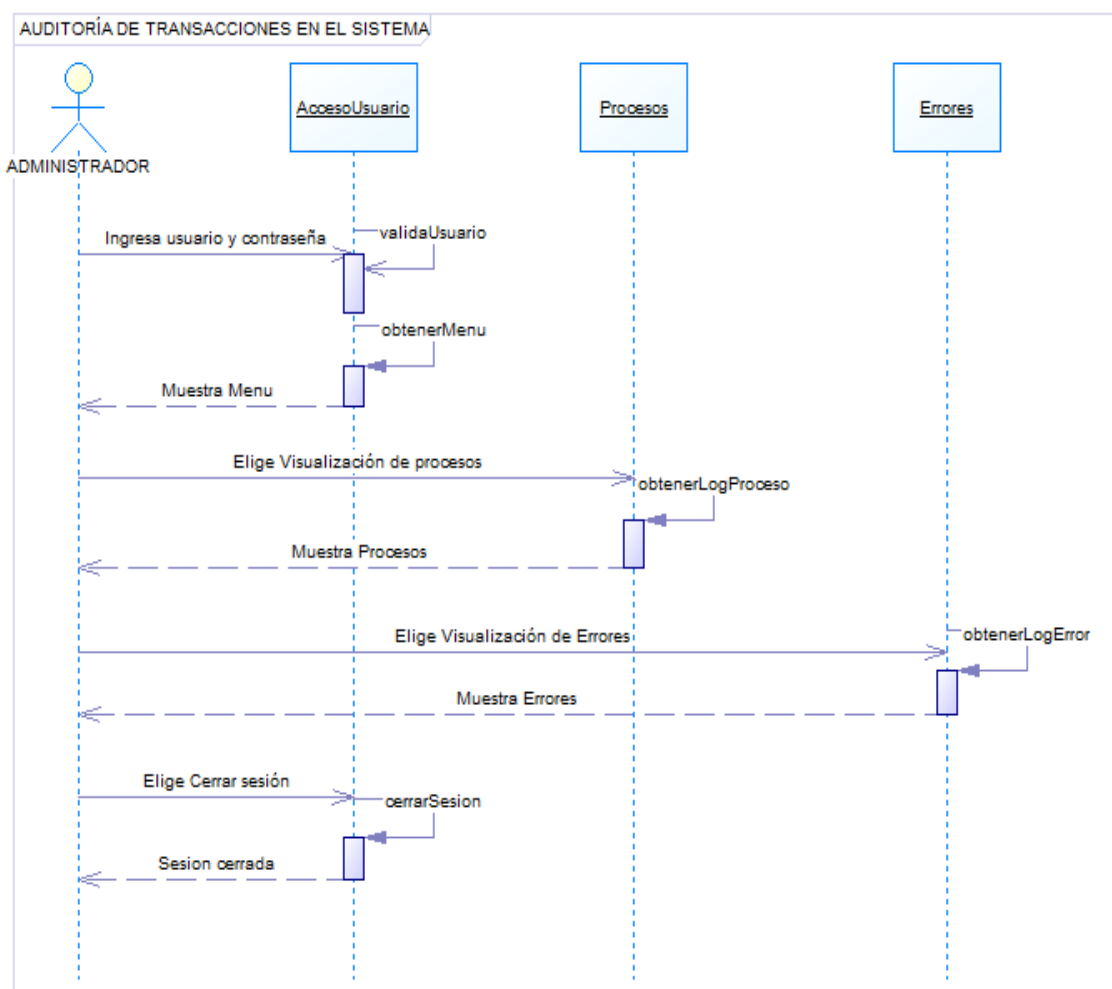 AUDITORÍA DE TRANSACCIONES EN EL SISTEMA
AccesoUsuario
Procesos
Errores
ADMINISTRADOR
validaUsuario
Ingresa usuario y contraseña
obtenerMenu
Muestra Menu
Elige Visualización de procesos
obtenerLogProceso
Muestra Procesos
Elige Visualización de Errores
obtenerLogError
Muestra Errores
Elige Cerrar sesión
cerrarSesion
Sesion cerrada